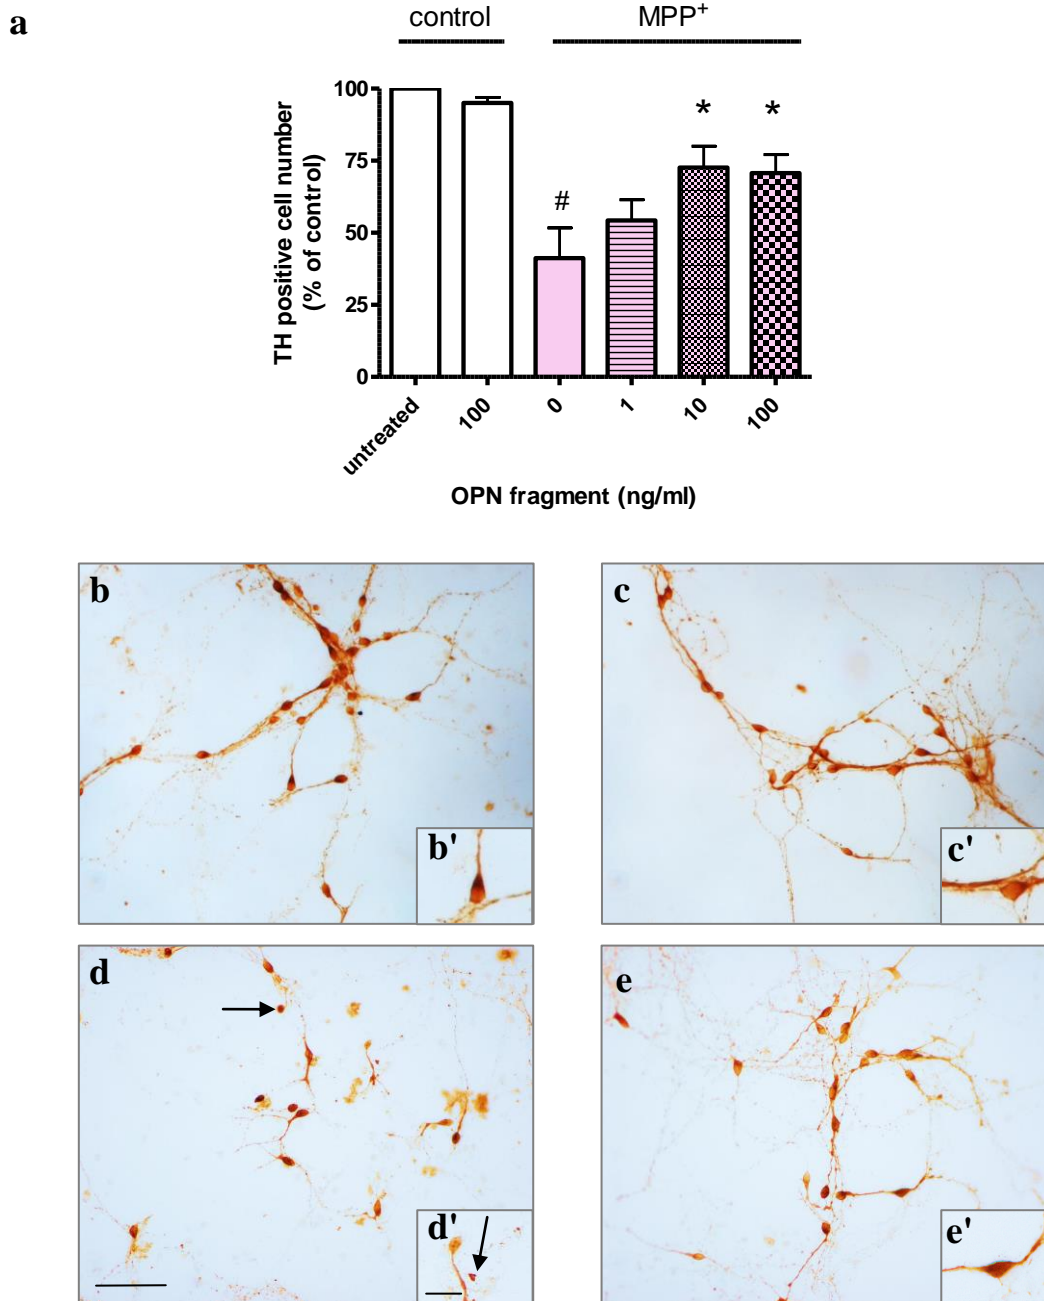 a
control MPP⁺
TH positive cell number
(% of control)
100
75
50
25
0
#
*
*
untreated 100 0 1 10 100
OPN fragment (ng/ml)
b
b'
c
c'
d
d'
e
e'